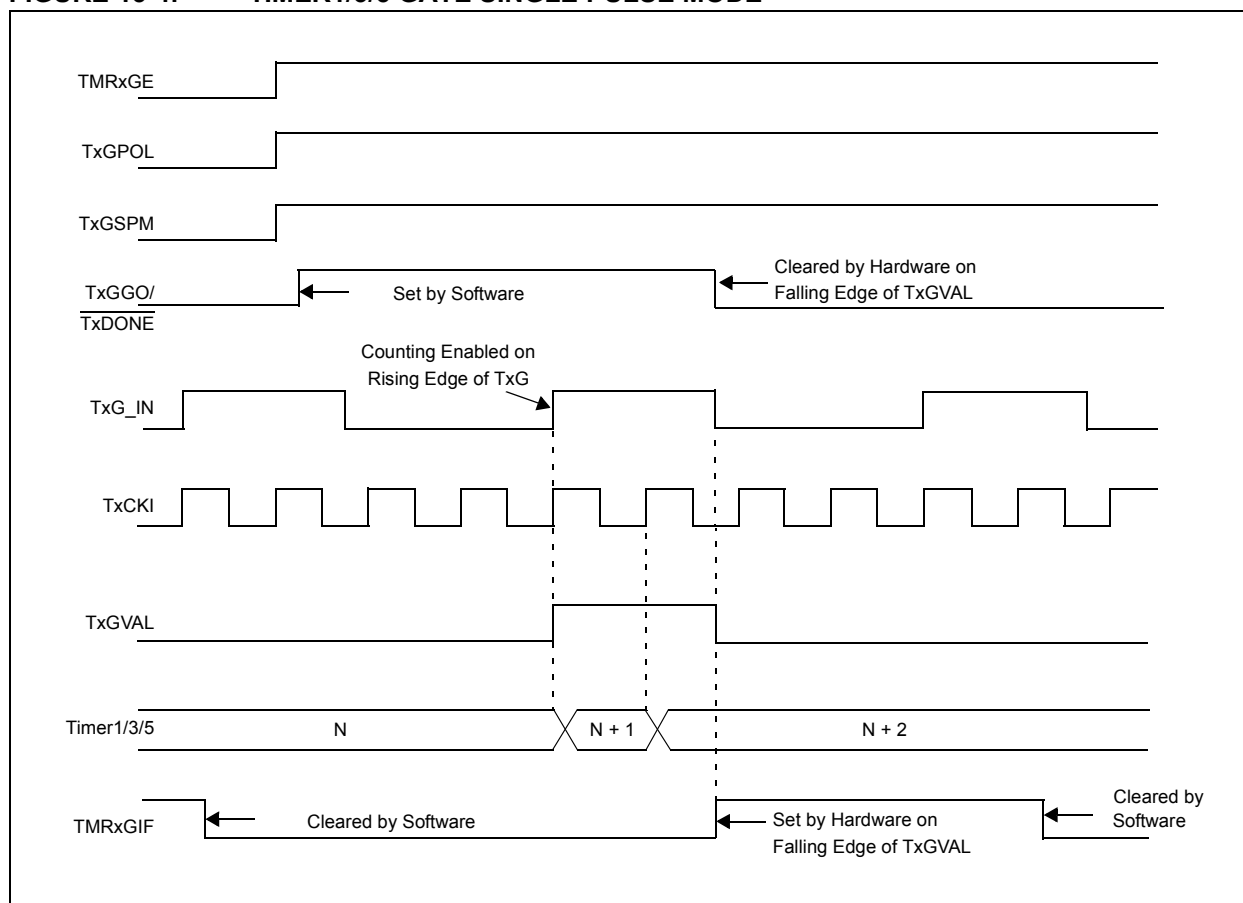 TMRxGE
TxGPOL
TxGSPM
TxGGO/
TxDONE
Set by Software
Cleared by Hardware on
Falling Edge of TxGVAL
Counting Enabled on
Rising Edge of TxG
TxG_IN
TxCKI
TxGVAL
Timer1/3/5
N
N + 1
N + 2
TMRxGIF
Cleared by Software
Set by Hardware on
Falling Edge of TxGVAL
Cleared by
Software